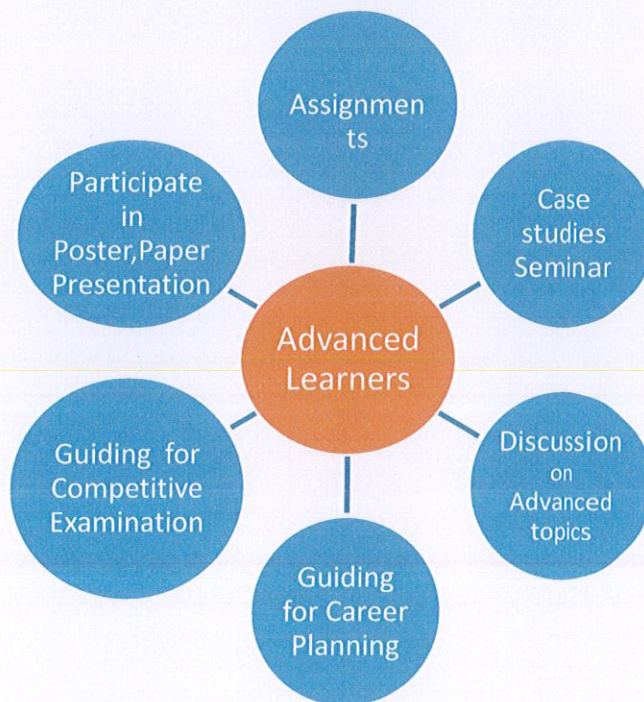 Assignmen
ts
Case
studies
Seminar
Discussion
on
Advanced
topics
Guiding
for Career
Planning
Guiding for
Competitive
Examination
Participate
in
Poster,Paper
Presentation
Advanced
Learners